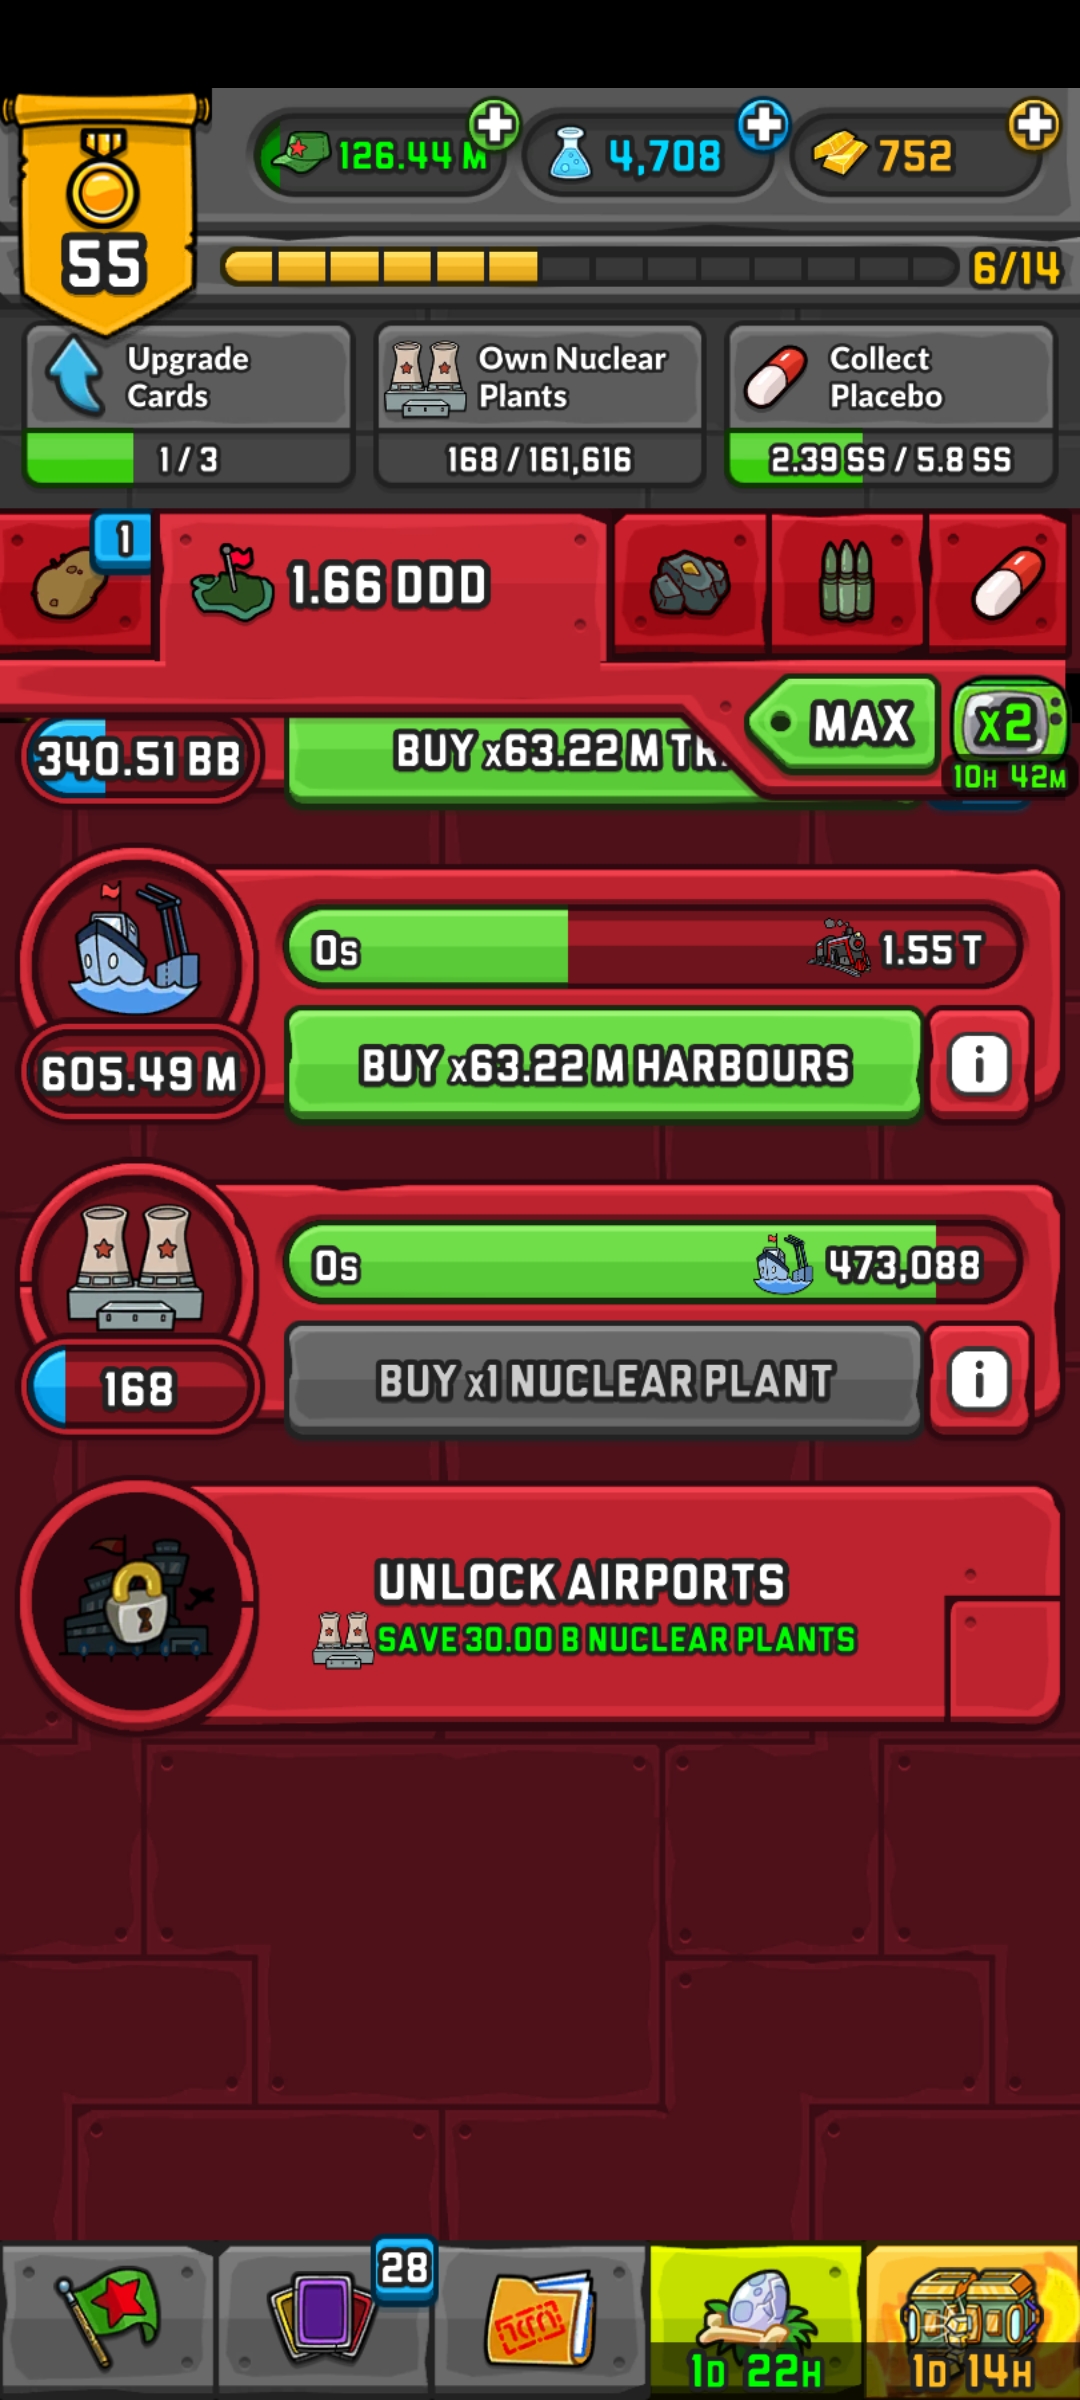 126.44 M
4,708
752
55
6/14
Upgrade
Cards
1 / 3
Own Nuclear
Plants
168 / 161,616
Collect
Placebo
2.39 SS / 5.8 SS
1
1.66 DDD
MAX
x2
10H 42M
340.51 BB
BUY x63.22 M
0s
1.55 T
605.49 M
BUY x63.22 M HARBOURS
i
0s
473,088
168
BUY x1 NUCLEAR PLANT
i
UNLOCK AIRPORTS
SAVE 30.00 B NUCLEAR PLANTS
28
1D 22H
1D 14H